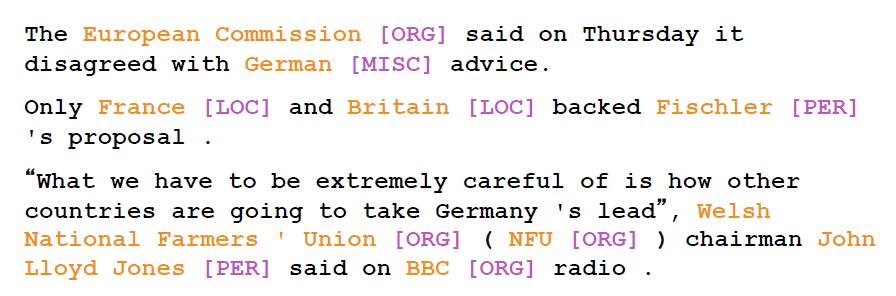 The European Commission [ORG] said on Thursday it
disagreed with German [MISC] advice.
Only France [LOC] and Britain [LOC] backed Fischler [PER]
's proposal .
“What we have to be extremely careful of is how other
countries are going to take Germany 's lead”, Welsh
National Farmers ' Union [ORG] ( NFU [ORG] ) chairman John
Lloyd Jones [PER] said on BBC [ORG] radio .